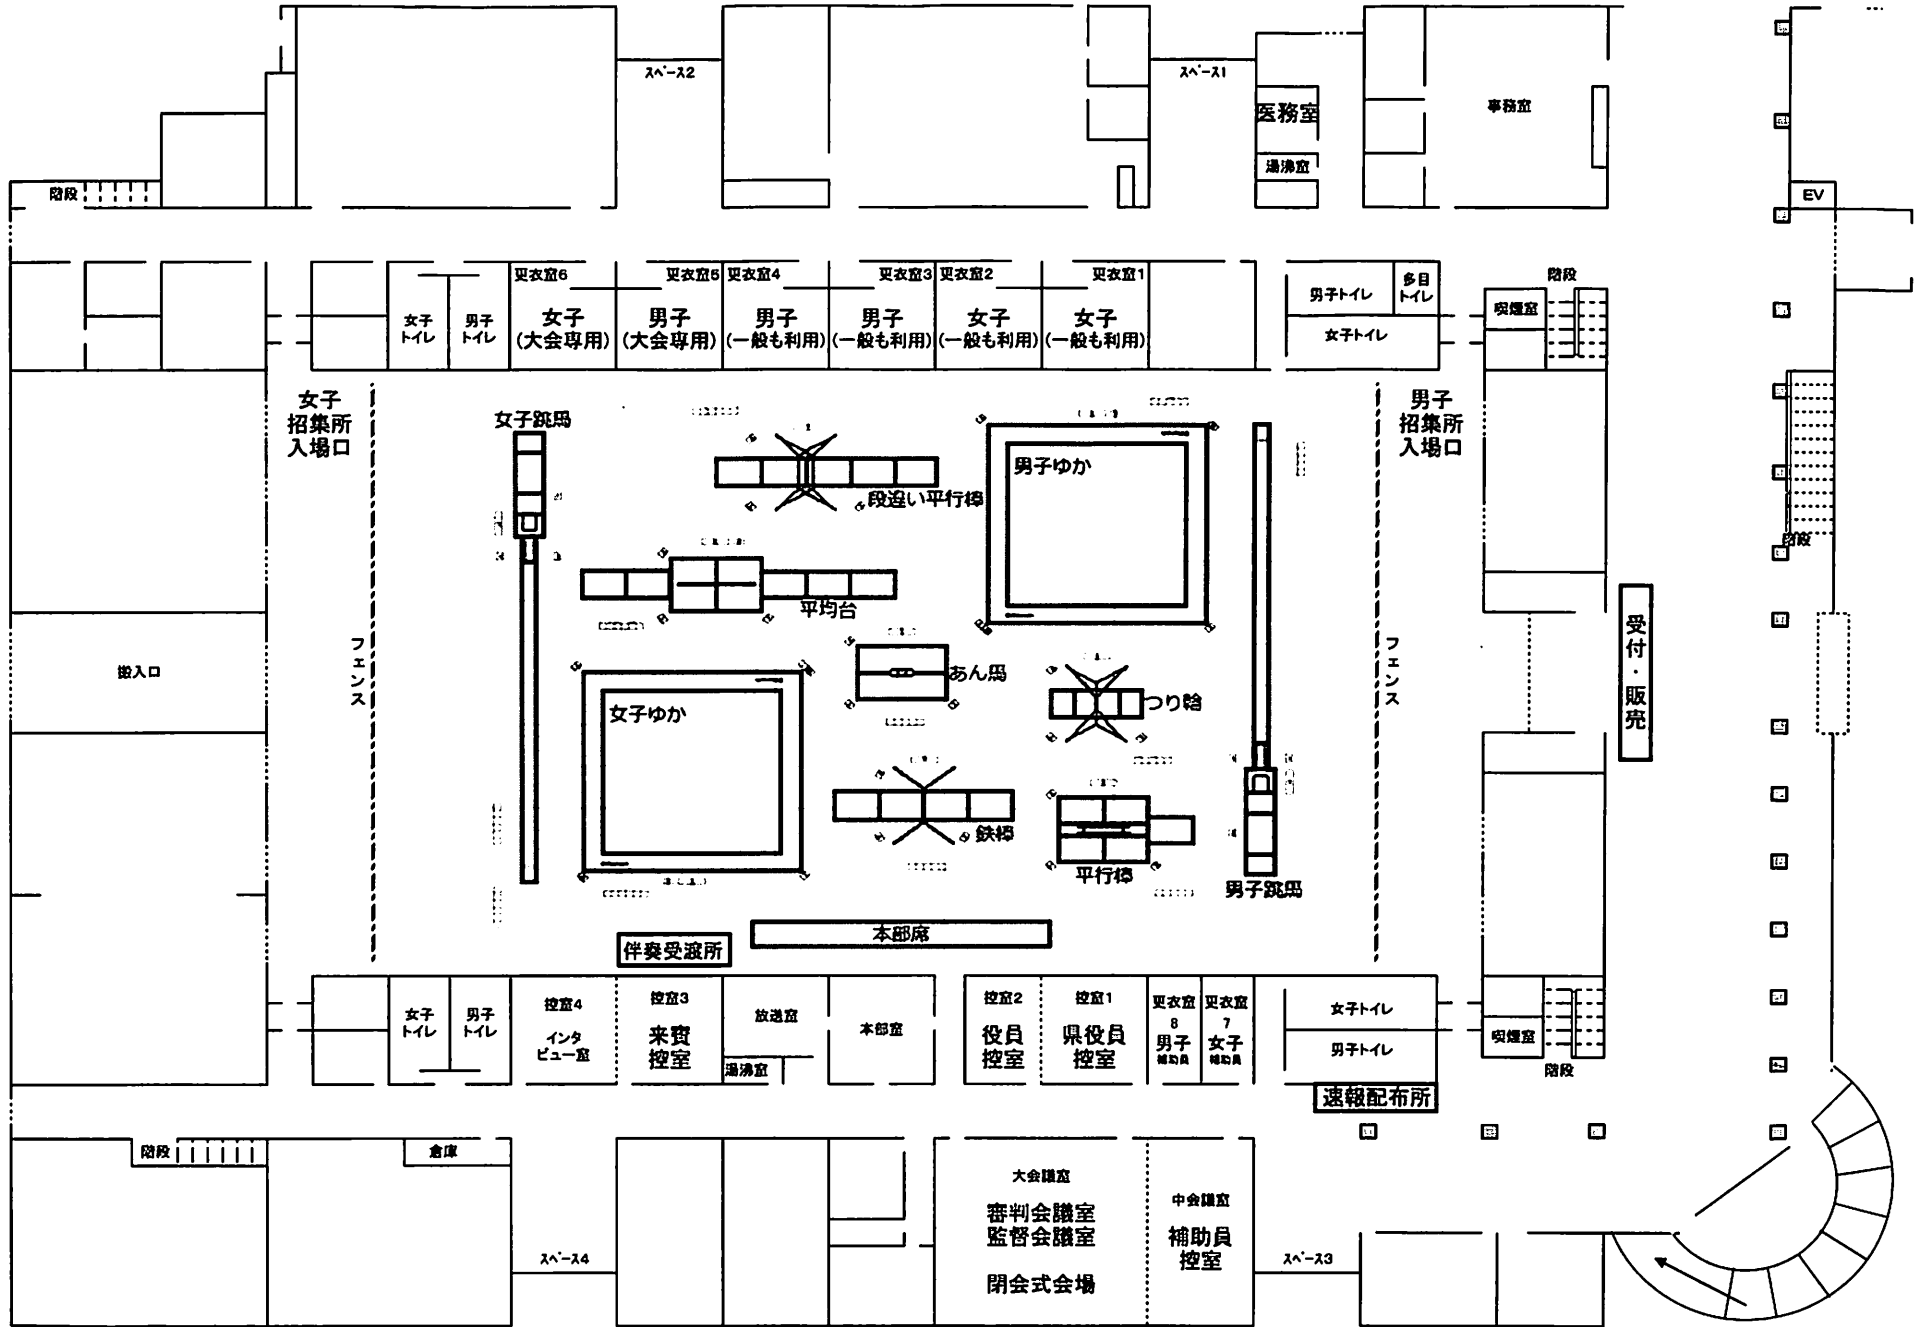 スペース2
スペース1
医務室
事務室
湯沸室
階段
EV
更衣室6
更衣室5
更衣室4
更衣室3
更衣室2
更衣室1
女子
(大会専用)
男子
(大会専用)
男子
(一般も利用)
男子
(一般も利用)
女子
(一般も利用)
女子
(一般も利用)
女子
トイレ
男子
トイレ
男子トイレ
多目
トイレ
女子トイレ
喫煙室
階段
女子
招集所
入場口
男子
招集所
入場口
女子跳馬
段違い平行棒
男子ゆか
階段
平均台
フェンス
搬入口
あん馬
つり輪
フェンス
受付・販売
女子ゆか
鉄棒
平行棒
男子跳馬
本部席
伴奏受渡所
女子
トイレ
男子
トイレ
控室4
インタ
ビュー室
控室3
来賓
控室
放送室
湯沸室
本部室
控室2
役員
控室
控室1
県役員
控室
更衣室
8
男子
補助員
更衣室
7
女子
補助員
女子トイレ
男子トイレ
喫煙室
階段
速報配布所
階段
倉庫
大会議室
審判会議室
監督会議室
閉会式会場
中会議室
補助員
控室
スペース4
スペース3